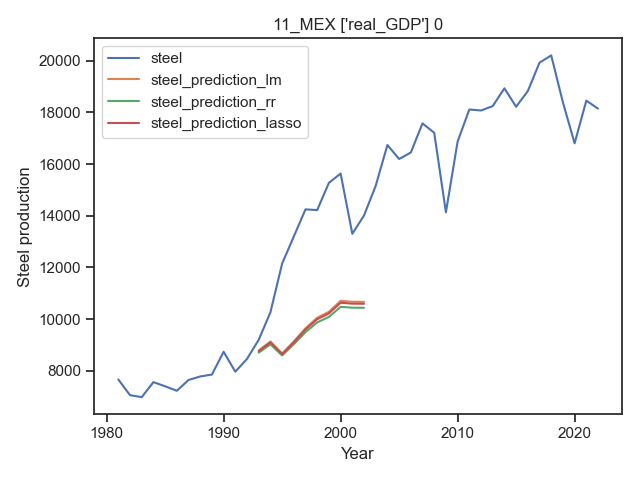 11_MEX ['real_GDP'] 0
steel
steel_prediction_lm
steel_prediction_rr
steel_prediction_lasso
Steel production
20000
18000
16000
14000
12000
10000
8000
1980
1990
2000
2010
2020
Year